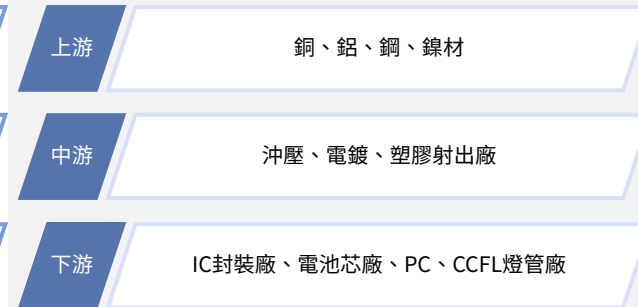 上游
銅、鋁、鋼、鎳材
中游
沖壓、電鍍、塑膠射出廠
下游
IC封裝廠、電池芯廠、PC、CCFL燈管廠